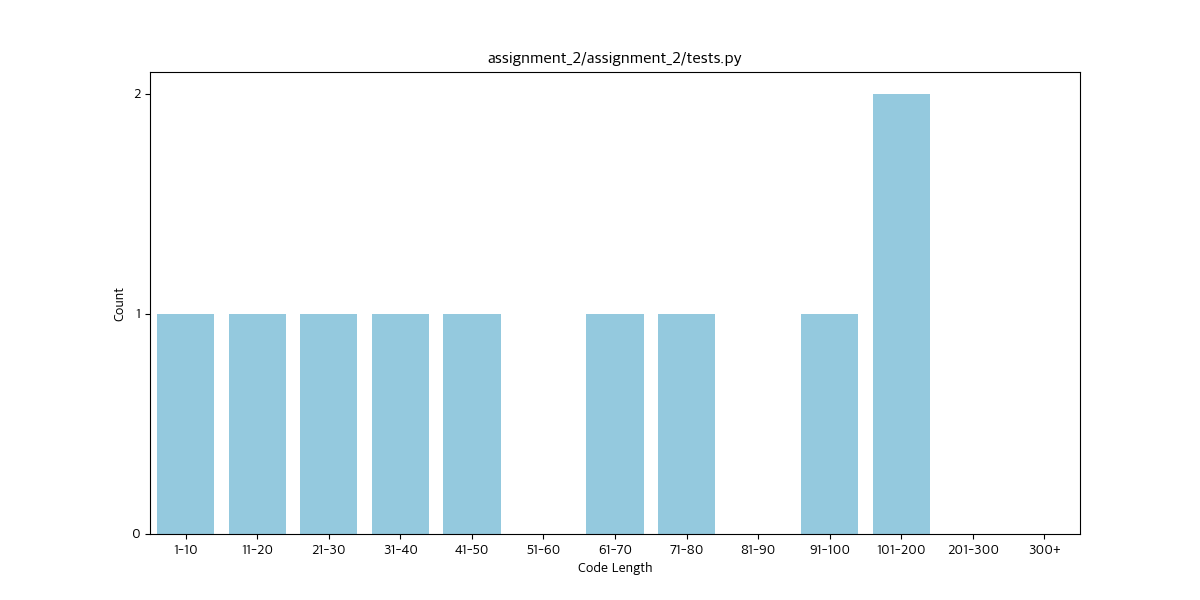 assignment_2/assignment_2/tests.py
2
1
0
Count
1-10 11-20 21-30 31-40 41-50 51-60 61-70 71-80 81-90 91-100 101-200 201-300 300+
Code Length